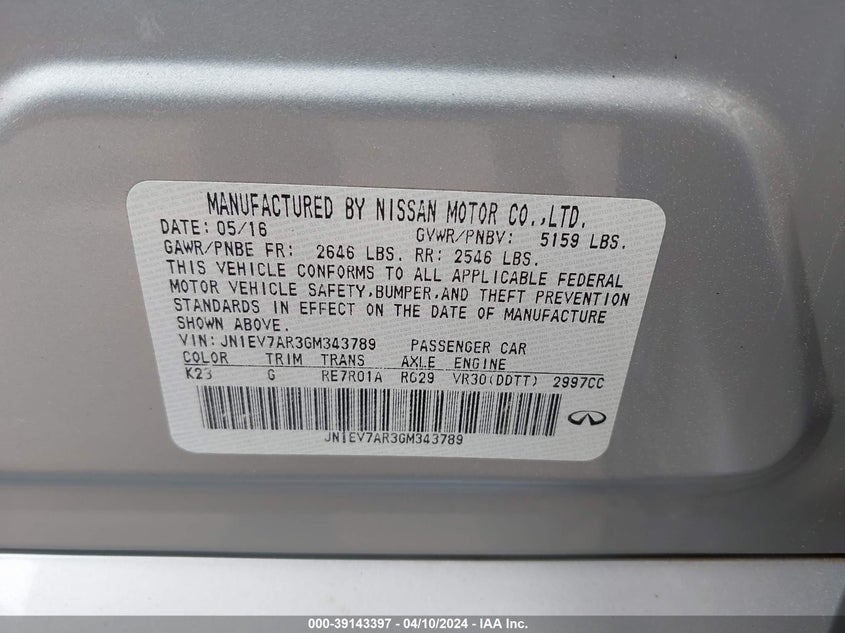 MANUFACTURED BY NISSAN MOTOR CO.,LTD.
DATE: 05/16 GVWR/PNBV: 5159 LBS.
GAWR/PNBE FR: 2646 LBS. RR: 2546 LBS.
THIS VEHICLE CONFORMS TO ALL APPLICABLE FEDERAL
MOTOR VEHICLE SAFETY,BUMPER,AND THEFT PREVENTION
STANDARDS IN EFFECT ON THE DATE OF MANUFACTURE
SHOWN ABOVE.
VIN: JN1EV7AR3GM343789 PASSENGER CAR
COLOR TRIM TRANS AXLE ENGINE
K23 G RE7R01A RG29 VR30(DDTT) 2997CC
JN1EV7AR3GM343789
000-39143397 - 04/10/2024 - IAA Inc.